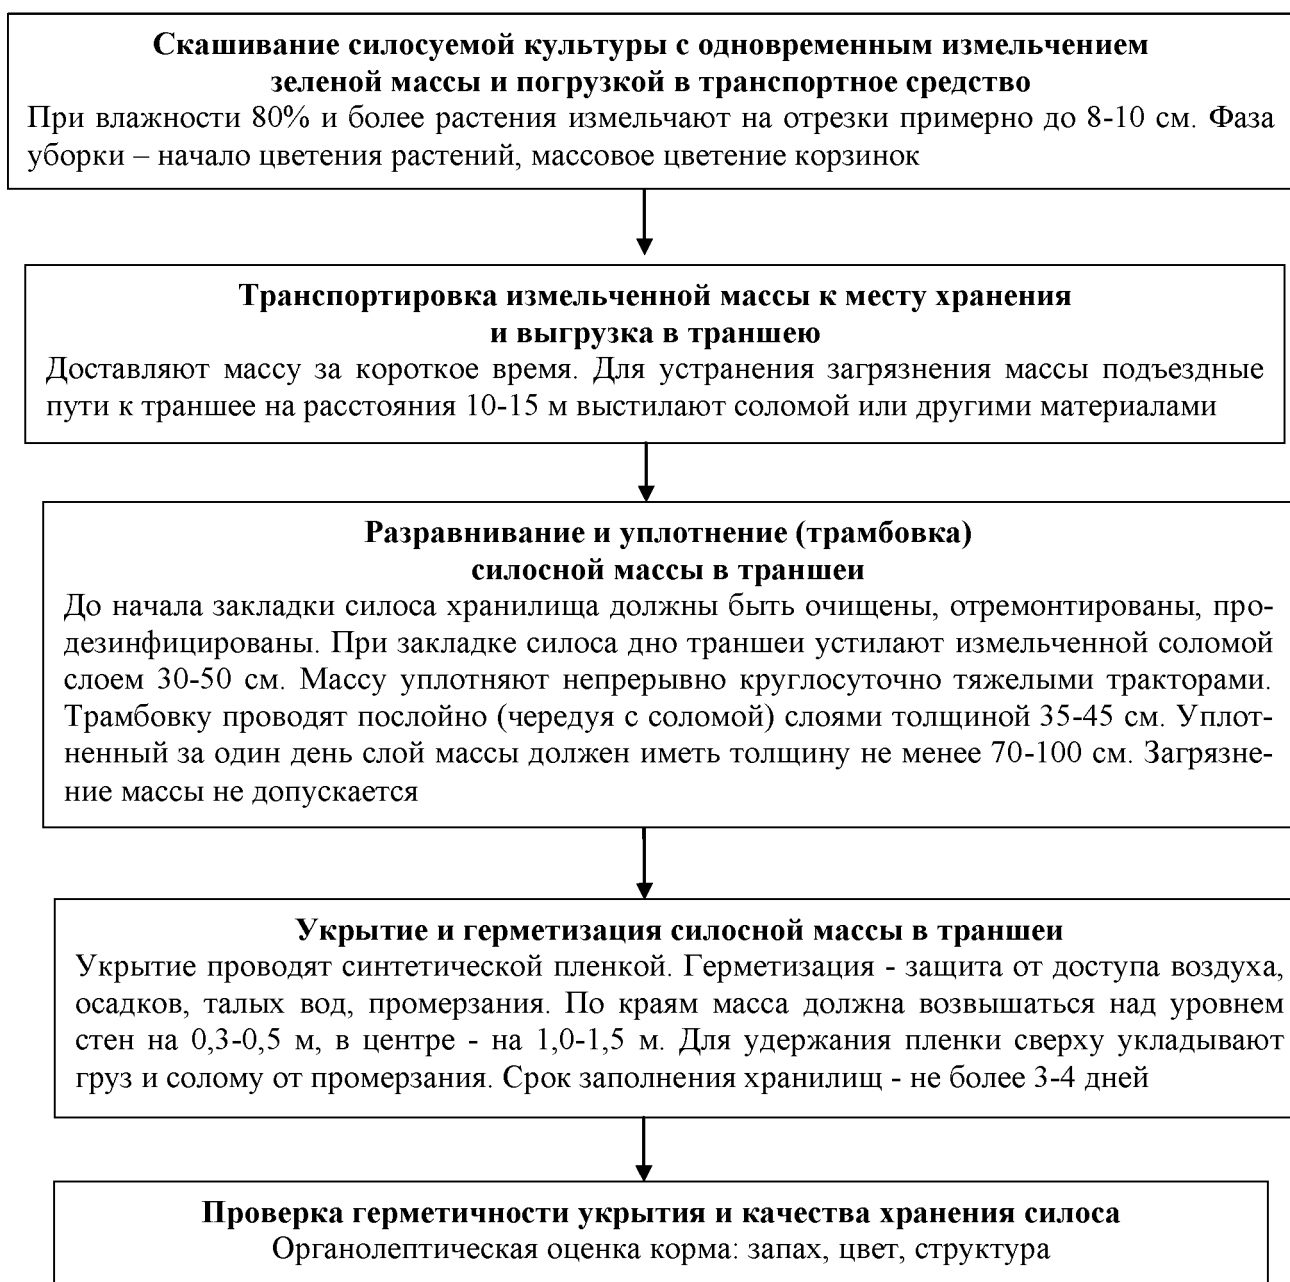 Скашивание силосуемой культуры с одновременным измельчением
зеленой массы и погрузкой в транспортное средство
При влажности 80% и более растения измельчают на отрезки примерно до 8-10 см. Фаза
уборки – начало цветения растений, массовое цветение корзинок
Транспортировка измельченной массы к месту хранения
и выгрузка в траншею
Доставляют массу за короткое время. Для устранения загрязнения массы подъездные
пути к траншее на расстояния 10-15 м выстилают соломой или другими материалами
Разравнивание и уплотнение (трамбовка)
силосной массы в траншеи
До начала закладки силоса хранилища должны быть очищены, отремонтированы, про-
дезинфицированы. При закладке силоса дно траншеи устилают измельченной соломой
слоем 30-50 см. Массу уплотняют непрерывно круглосуточно тяжелыми тракторами.
Трамбовку проводят послойно (чередуя с соломой) слоями толщиной 35-45 см. Уплот-
ненный за один день слой массы должен иметь толщину не менее 70-100 см. Загрязне-
ние массы не допускается
Укрытие и герметизация силосной массы в траншеи
Укрытие проводят синтетической пленкой. Герметизация - защита от доступа воздуха,
осадков, талых вод, промерзания. По краям масса должна возвышаться над уровнем
стен на 0,3-0,5 м, в центре - на 1,0-1,5 м. Для удержания пленки сверху укладывают
груз и солому от промерзания. Срок заполнения хранилищ - не более 3-4 дней
Проверка герметичности укрытия и качества хранения силоса
Органолептическая оценка корма: запах, цвет, структура